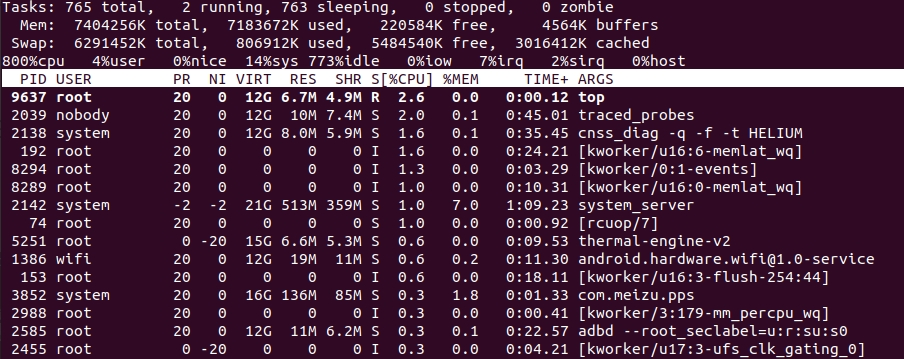 Tasks: 765 total,   2 running, 763 sleeping,   0 stopped,   0 zombie
  Mem:  7404256K total,  7183672K used,   220584K free,     4564K buffers
 Swap:  6291452K total,   806912K used,  5484540K free,  3016412K cached
800%cpu   4%user   0%nice  14%sys 773%idle   0%iow   7%irq   2%sirq   0%host
  PID USER         PR  NI VIRT  RES  SHR S[%CPU] %MEM     TIME+ ARGS
 9637 root         20   0  12G 6.7M 4.9M R  2.6   0.0   0:00.12 top
 2039 nobody       20   0  12G  10M 7.4M S  2.0   0.1   0:45.01 traced_probes
 2138 system       20   0  12G 8.0M 5.9M S  1.6   0.1   0:35.45 cnss_diag -q -f -t HELIUM
  192 root         20   0    0    0    0 I  1.6   0.0   0:24.21 [kworker/u16:6-memlat_wq]
 8294 root         20   0    0    0    0 I  1.3   0.0   0:03.29 [kworker/0:1-events]
 8289 root         20   0    0    0    0 I  1.0   0.0   0:10.31 [kworker/u16:0-memlat_wq]
 2142 system       -2  -2  21G 513M 359M S  1.0   7.0   1:09.23 system_server
   74 root         20   0    0    0    0 S  1.0   0.0   0:00.92 [rcuop/7]
 5251 root          0 -20  15G 6.6M 5.3M S  0.6   0.0   0:09.53 thermal-engine-v2
 1386 wifi         20   0  12G  19M  11M S  0.6   0.2   0:11.30 android.hardware.wifi@1.0-service
  153 root         20   0    0    0    0 I  0.6   0.0   0:18.11 [kworker/u16:3-flush-254:44]
 3852 system       20   0  16G 136M  85M S  0.3   1.8   0:01.33 com.meizu.pps
 2988 root         20   0    0    0    0 I  0.3   0.0   0:00.41 [kworker/3:179-mm_percpu_wq]
 2585 root         20   0  12G  11M 6.2M S  0.3   0.1   0:22.57 adbd --root_seclabel=u:r:su:s0
 2455 root          0 -20    0    0    0 I  0.3   0.0   0:04.21 [kworker/u17:3-ufs_clk_gating_0]